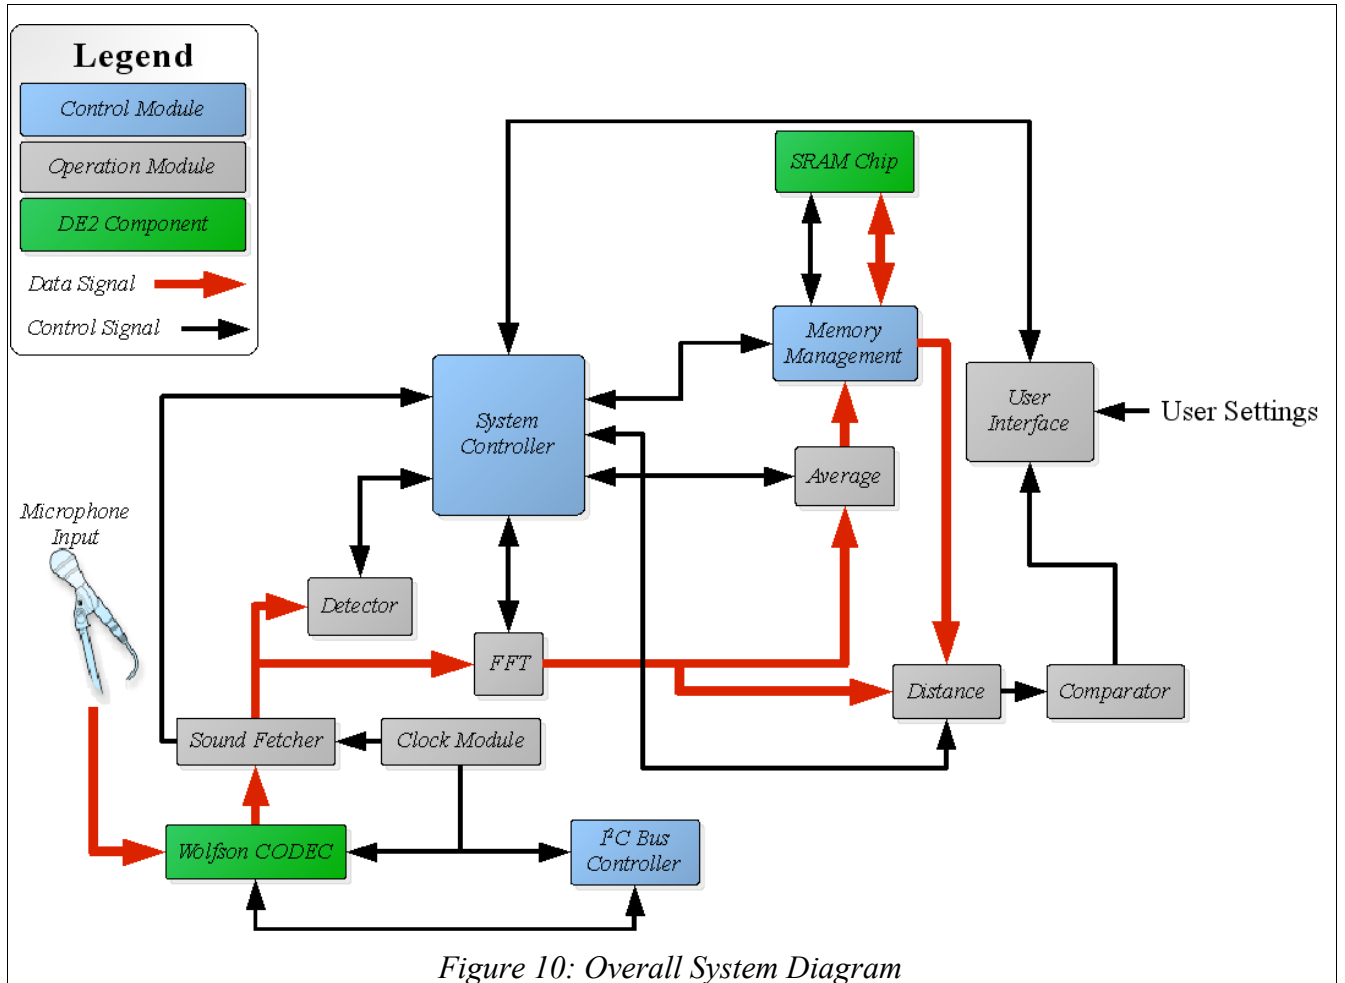 Legend
Control Module
Operation Module
DE2 Component
Data Signal
Control Signal
SRAM Chip
Memory
Management
System
Controller
User
Interface
User Settings
Average
Microphone
Input
Detector
FFT
Distance
Comparator
Sound Fetcher
Clock Module
Wolfson CODEC
I²C Bus
Controller
Figure 10: Overall System Diagram